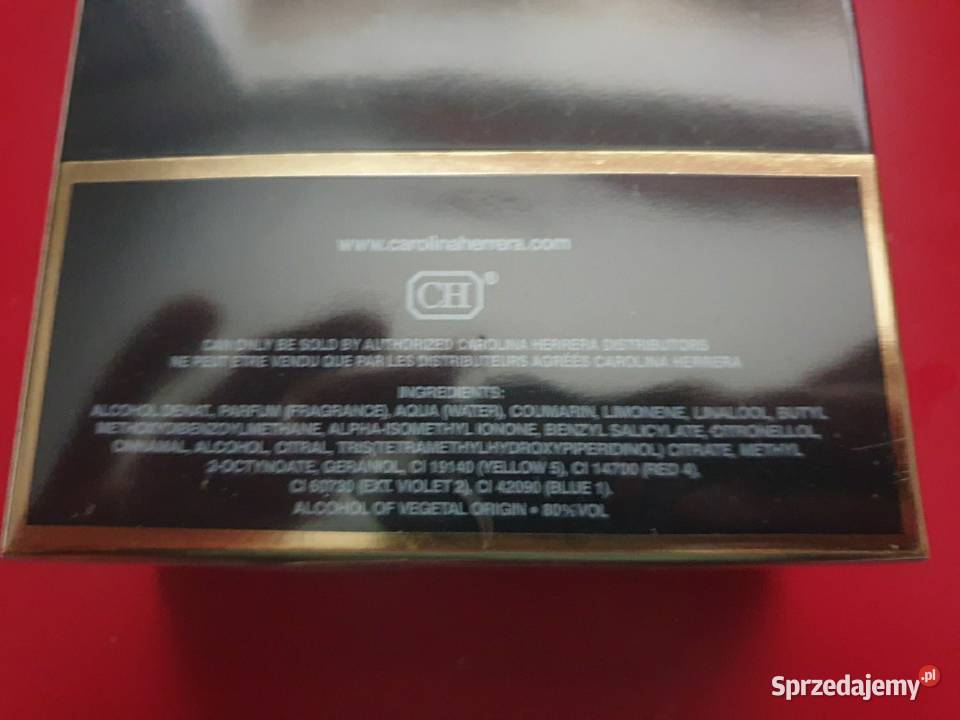 www.carolinaherrera.com
CH®
CAN ONLY BE SOLD BY AUTHORIZED CAROLINA HERRERA DISTRIBUTORS
NE PEUT ETRE VENDU QUE PAR LES DISTRIBUTEURS AGRÉÉS CAROLINA HERRERA
INGREDIENTS:
ALCOHOL DENAT., PARFUM (FRAGRANCE), AQUA (WATER), COUMARIN, LIMONENE, LINALOOL, BUTYL
METHOXYDIBENZOYLMETHANE, ALPHA-ISOMETHYL IONONE, BENZYL SALICYLATE, CITRONELLOL,
CINNAMAL, ALCOHOL, CITRAL, TRIS(TETRAMETHYLHYDROXYPIPERIDINOL) CITRATE, METHYL
2-OCTYNOATE, GERANIOL, CI 19140 (YELLOW 5), CI 14700 (RED 4),
CI 60730 (EXT. VIOLET 2), CI 42090 (BLUE 1).
ALCOHOL OF VEGETAL ORIGIN • 80%VOL
Sprzedajemy.pl